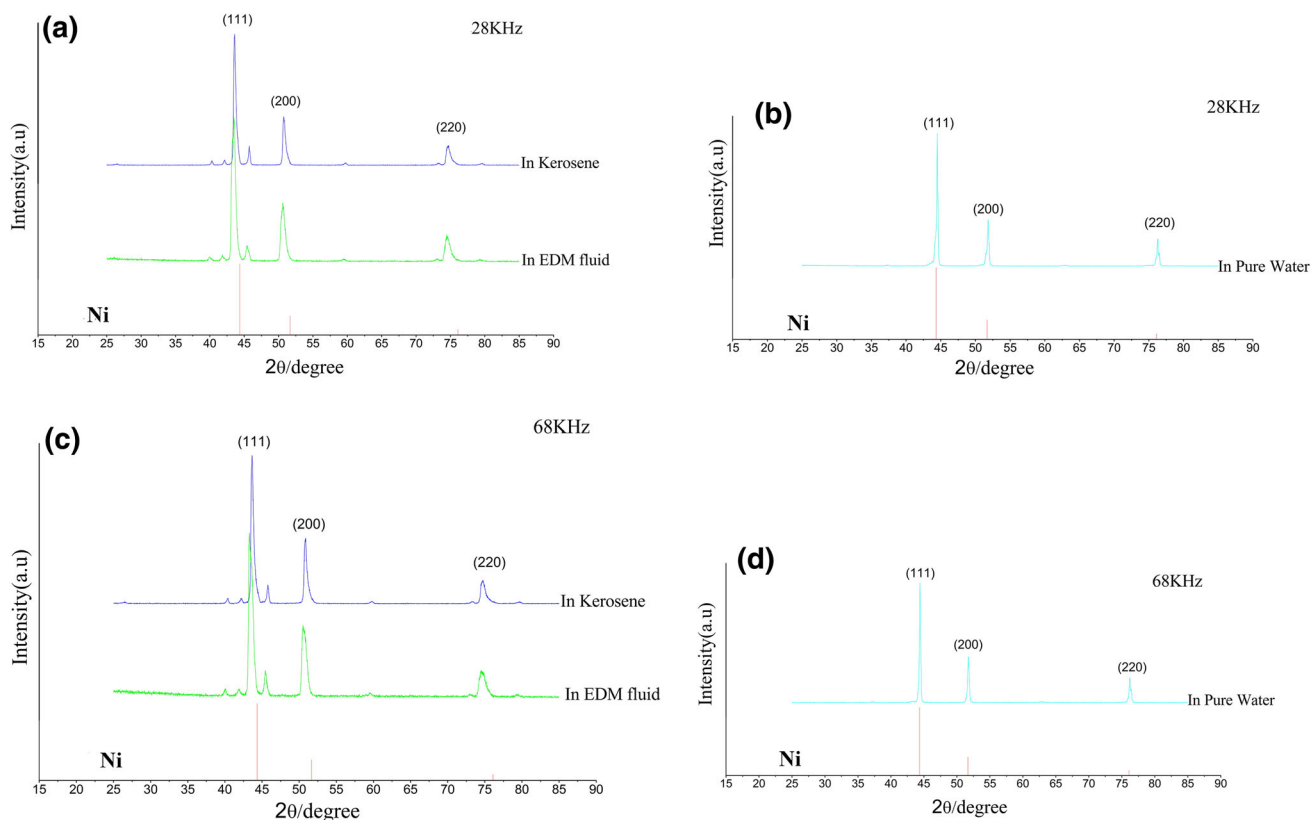 (a)
28KHz
(111)
(200)
(220)
Intensity(a.u)
In Kerosene
In EDM fluid
Ni
15 20 25 30 35 40 45 50 55 60 65 70 75 80 85 90
2θ/degree
(b)
28KHz
(111)
(200)
(220)
Intensity(a.u)
In Pure Water
Ni
15 20 25 30 35 40 45 50 55 60 65 70 75 80 85 90
2θ/degree
(c)
68KHz
(111)
(200)
(220)
Intensity(a.u)
In Kerosene
In EDM fluid
Ni
15 20 25 30 35 40 45 50 55 60 65 70 75 80 85 90
2θ/degree
(d)
68KHz
(111)
(200)
(220)
Intensity(a.u)
In Pure Water
Ni
15 20 25 30 35 40 45 50 55 60 65 70 75 80 85 90
2θ/degree